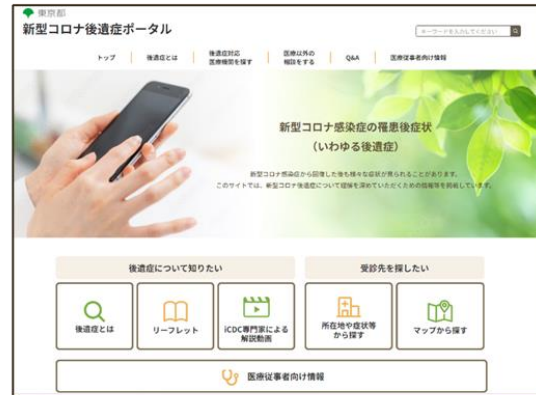 東京都
新型コロナ後遺症ポータル
キーワードを入力してください
トップ
後遺症とは
後遺症対応
医療機関を探す
医療以外の
相談をする
Q&A
医療従事者向け情報
新型コロナ感染症の罹患後症状
(いわゆる後遺症)
新型コロナ感染症から回復した後も様々な症状が見られることがあります。
このサイトでは、新型コロナ後遺症について理解を深めていただくための情報等を掲載しています。
後遺症について知りたい
受診先を探したい
後遺症とは
リーフレット
iCDC専門家による
解説動画
所在地や症状等
から探す
マップから探す
医療従事者向け情報